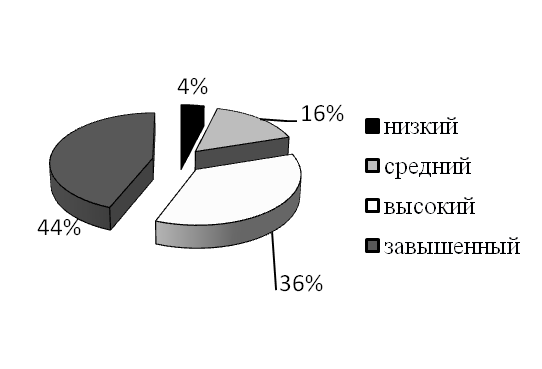 4%
16%
36%
44%
низкий
средний
высокий
завышенный